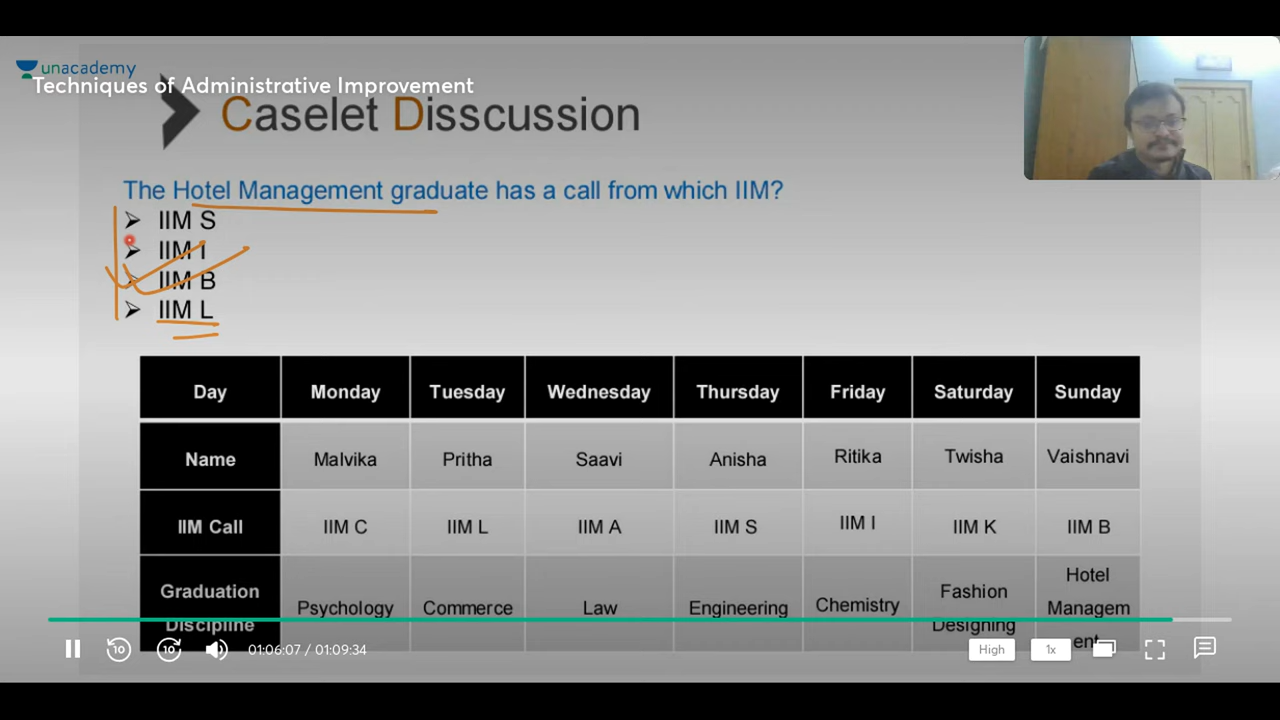 unacademy
Techniques of Administrative Improvement
Caselet Disscussion
The Hotel Management graduate has a call from which IIM?
IIM S
IIM I
IIM B
IIM L
Day Monday Tuesday Wednesday Thursday Friday Saturday Sunday
Name Malvika Pritha Saavi Anisha Ritika Twisha Vaishnavi
IIM Call IIM C IIM L IIM A IIM S IIM I IIM K IIM B
Graduation Discipline Psychology Commerce Law Engineering Chemistry Fashion Designing Hotel Managem ent
10 10 01:06:07 / 01:09:34 High 1x